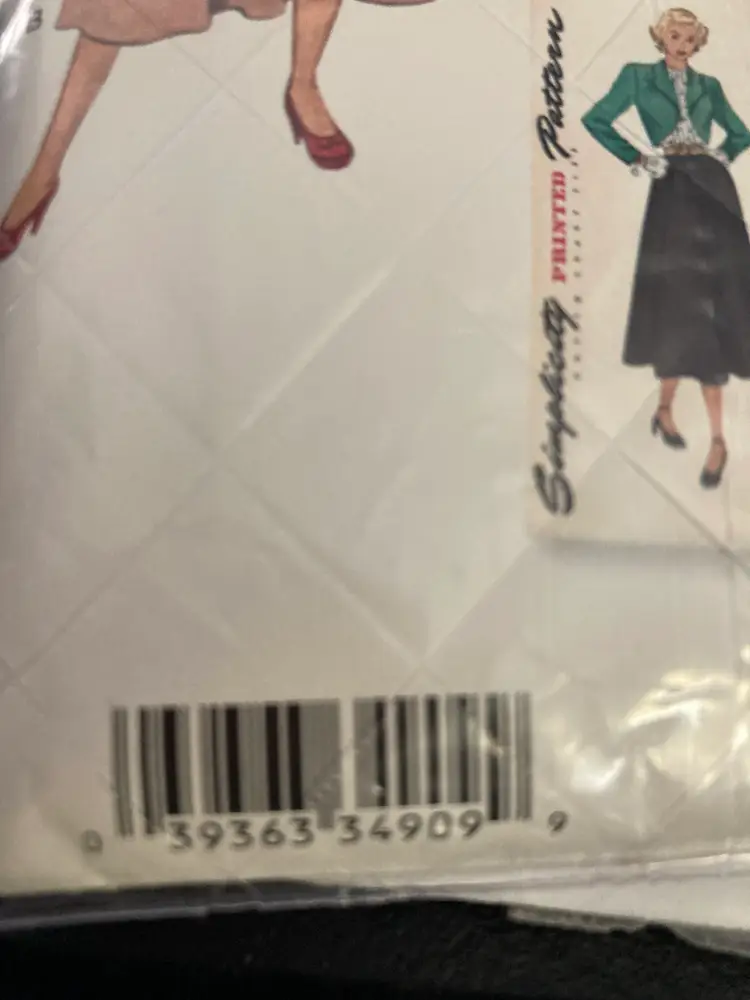 B
Simplicity PRINTED Pattern
0 39363 34909 9